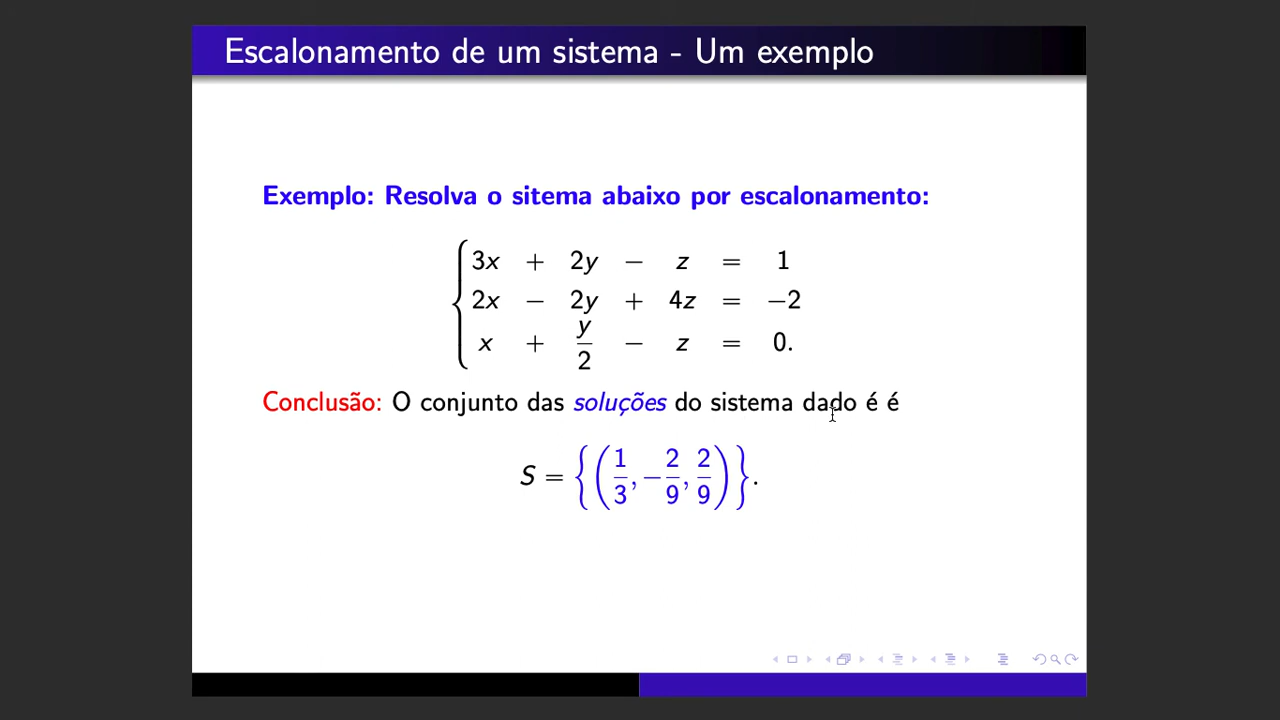 Escalonamento de um sistema - Um exemplo
Exemplo: Resolva o sitema abaixo por escalonamento:
3x + 2y − z = 1
2x − 2y + 4z = −2
x + y/2 − z = 0.
Conclusão: O conjunto das soluções do sistema dado é é
S = {(1/3, −2/9, 2/9)}.